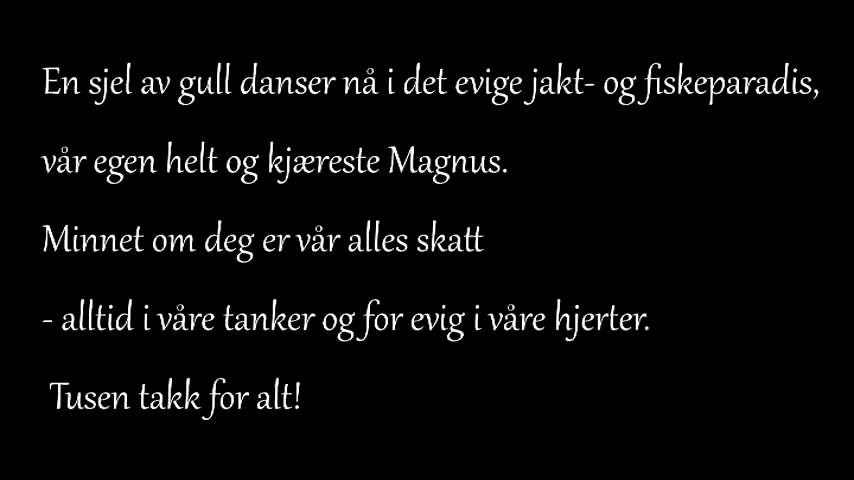 En sjel av gull danser nå i det evige jakt- og fiskeparadis,
vår egen helt og kjæreste Magnus.
Minnet om deg er vår alles skatt
- alltid i våre tanker og for evig i våre hjerter.
Tusen takk for alt!